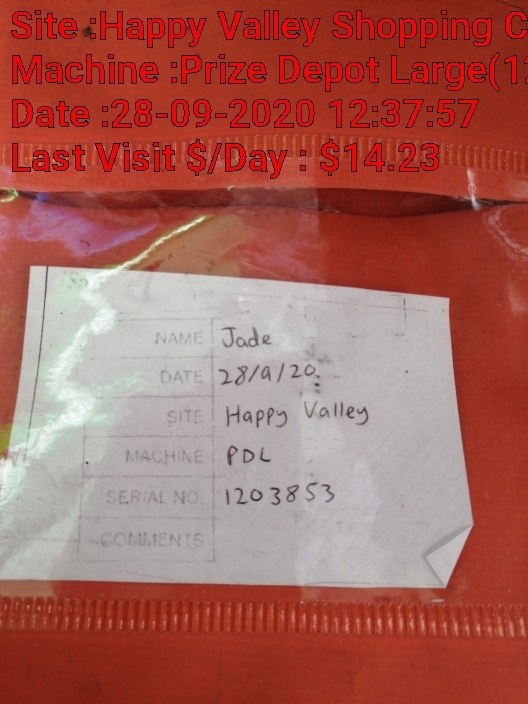 Site :Happy Valley Shopping C
Machine :Prize Depot Large(12
Date :28-09-2020 12:37:57
Last Visit $/Day : $14.23
NAME Jade
DATE 28/9/20
SITE Happy Valley
MACHINE PDL
SERIAL NO. 1203853
COMMENTS